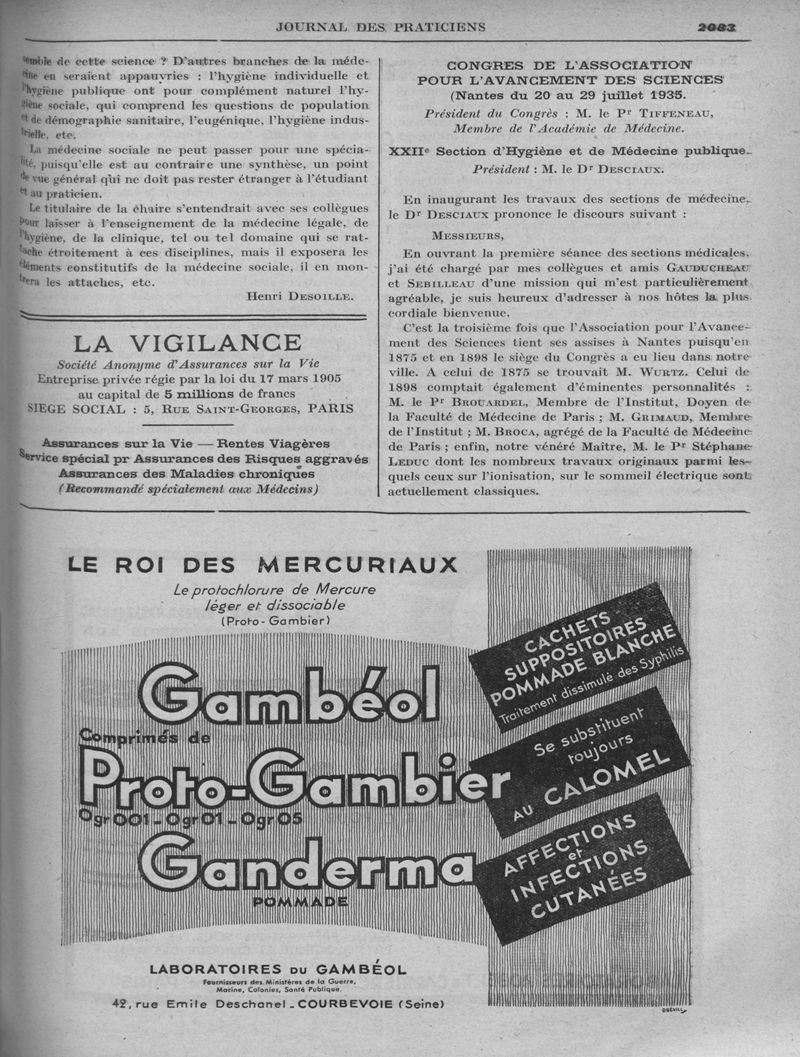 JOURNAL DES PRATICIENS
semble de cette science ? D'autres branches de la méde-
cine en seraient appauvries : l'hygiène individuelle et
l'hygiène publique ont pour complément naturel l'hy-
giène sociale, qui comprend les questions de population
et de démographie sanitaire, l'eugénique, l'hygiène indus-
trielle, etc.
La médecine sociale ne peut passer pour une spécia-
lité, puisqu'elle est au contraire une synthèse, un point
de vue général qui ne doit pas rester étranger à l'étudiant
et au praticien.
Le titulaire de la chaire s'entendrait avec ses collègues
pour laisser à l'enseignement de la médecine légale, de
l'hygiène, de la clinique, tel ou tel domaine qui se rat-
tache étroitement à ces disciplines, mais il exposera les
éléments constitutifs de la médecine sociale, il en mon-
trera les attaches, etc.
Henri DESOILLE.
LA VIGILANCE
Société Anonyme d'Assurances sur la Vie
Entreprise privée régie par la loi du 17 mars 1905
au capital de 5 millions de francs
SIEGE SOCIAL : 5, RUE SAINT-GEORGES, PARIS
Assurances sur la Vie — Rentes Viagères
Service spécial pr Assurances des Risques aggravés
Assurances des Maladies chroniques
(Recommandé spécialement aux Médecins)
CONGRES DE L'ASSOCIATION
POUR L'AVANCEMENT DES SCIENCES
(Nantes du 20 au 29 juillet 1935.
Président du Congrès : M. le Pr TIFFENEAU,
Membre de l'Académie de Médecine.
XXIIe Section d'Hygiène et de Médecine publique.
Président : M. le Dr DESCIAUX.
En inaugurant les travaux des sections de médecine,
le Dr DESCIAUX prononce le discours suivant :
MESSIEURS,
En ouvrant la première séance des sections médicales,
j'ai été chargé par mes collègues et amis GAUDUCHEAU
et SEBILLEAU d'une mission qui m'est particulièrement
agréable, je suis heureux d'adresser à nos hôtes la plus
cordiale bienvenue.
C'est la troisième fois que l'Association pour l'Avance-
ment des Sciences tient ses assises à Nantes puisqu'en
1875 et en 1898 le siège du Congrès a eu lieu dans notre
ville. A celui de 1875 se trouvait M. WURTZ. Celui de
1898 comptait également d'éminentes personnalités :
M. le Pr BROUARDEL, Membre de l'Institut, Doyen de
la Faculté de Médecine de Paris ; M. GRIMAUD, Membre
de l'Institut ; M. BROCA, agrégé de la Faculté de Médecine
de Paris ; enfin, notre vénéré Maitre, M. le Pr Stéphane
LEDUC dont les nombreux travaux originaux parmi les-
quels ceux sur l'ionisation, sur le sommeil électrique sont
actuellement classiques.
LE ROI DES MERCURIAUX
Le protochlorure de Mercure
léger et dissociable
(Proto-Gambier)
Gambéol
Comprimés de
Proto-Gambier
0gr001-0gr01-0gr05
Ganderma
POMMADE
CACHETS
SUPPOSITOIRES
POMMADE BLANCHE
Traitement dissimulé des Syphilis
Se substituent
toujours
AU CALOMEL
AFFECTIONS
et
INFECTIONS
CUTANÉES
LABORATOIRES DU GAMBÉOL
Fournisseurs des Ministères de la Guerre,
Marine, Colonies, Santé Publique.
42, rue Emile Deschanel - COURBEVOIE (Seine)